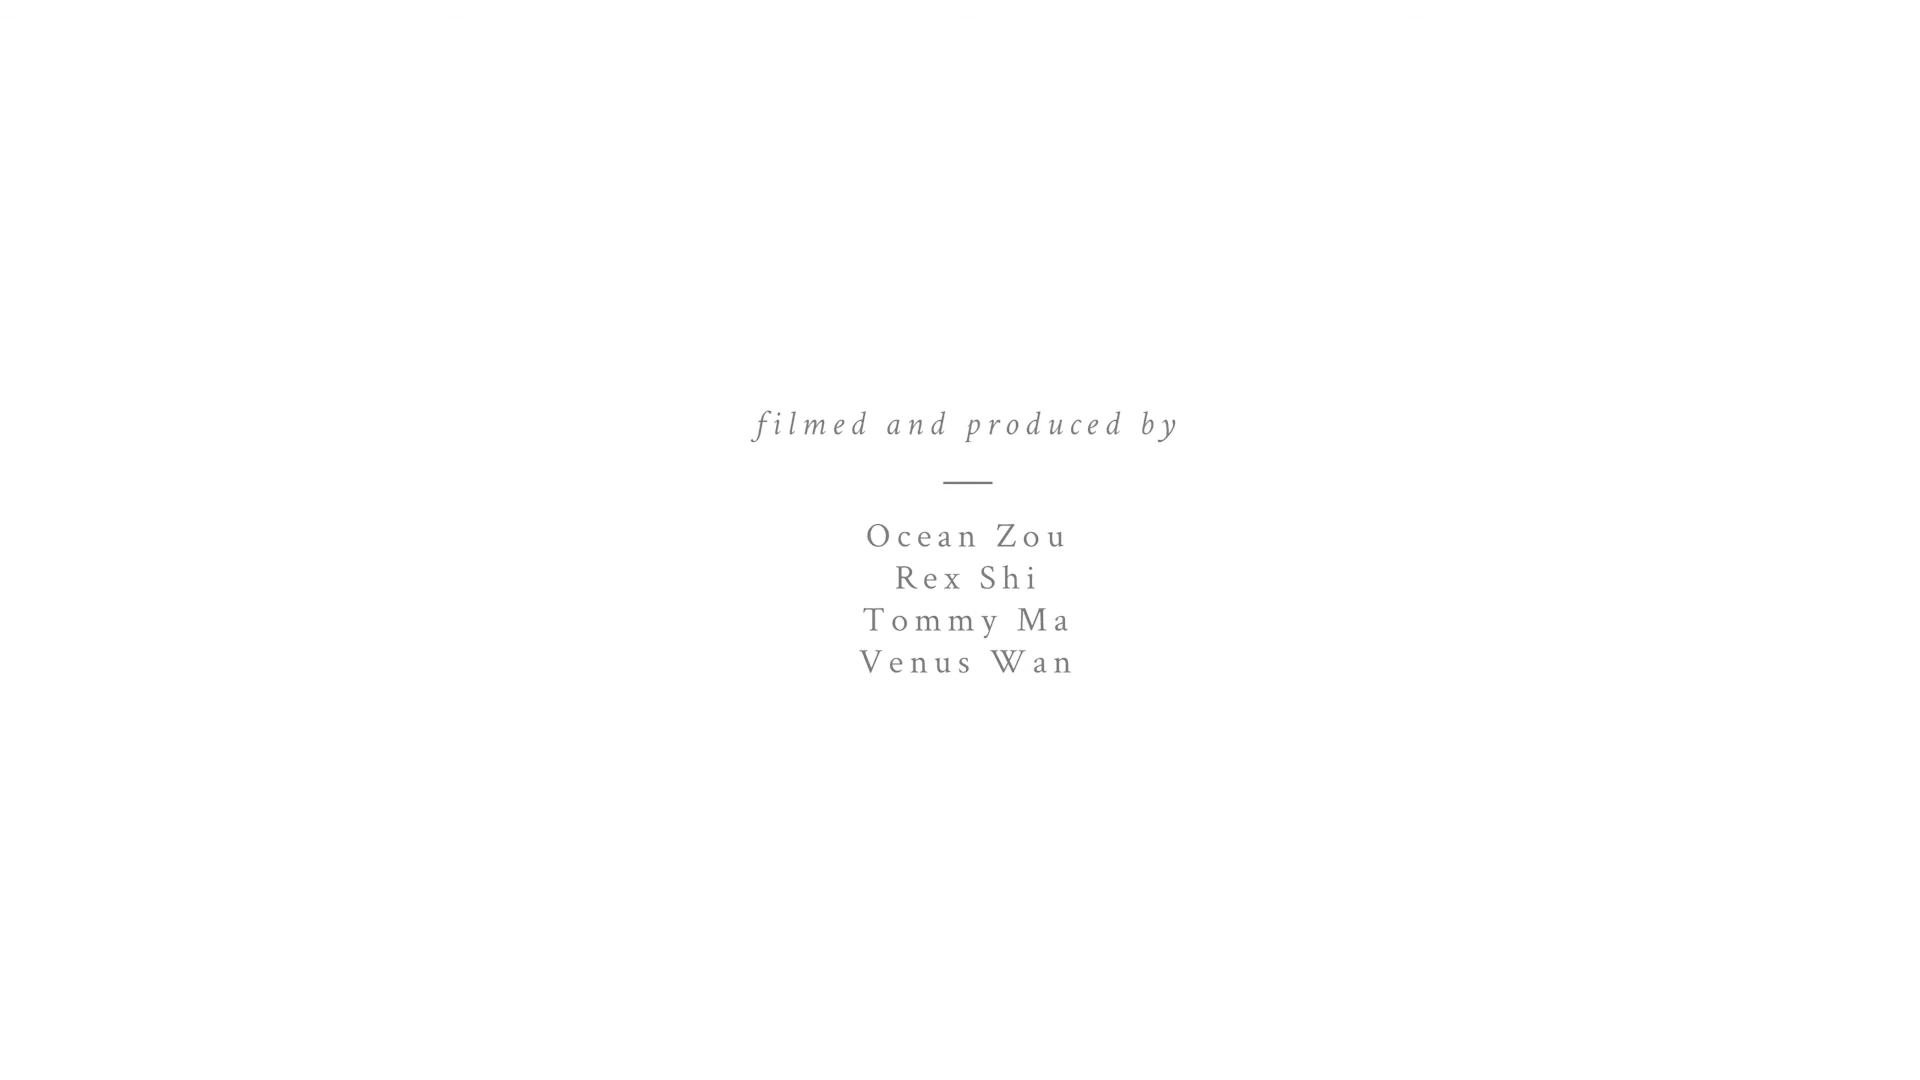 filmed and produced by
Ocean Zou
Rex Shi
Tommy Ma
Venus Wan